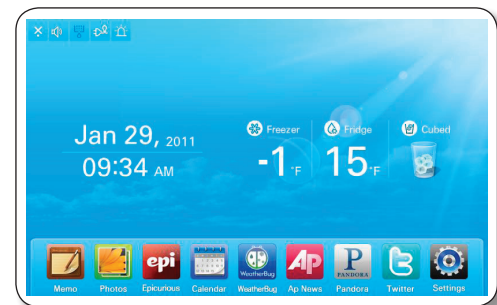 Freezer
Fridge
Cubed
Jan 29, 2011
09:34 AM
-1°F
15°F
epi
WeatherBug
AP
P
PANDORA
Memo
Photos
Epicurious
Calendar
WeatherBug
Ap News
Pandora
Twitter
Settings